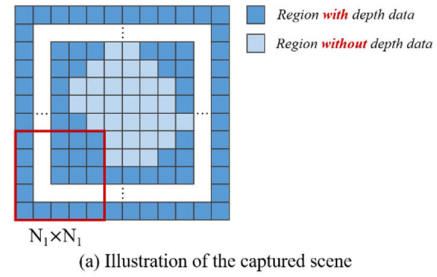 Region with depth data
Region without depth data
...
...
...
...
N₁×N₁
(a) Illustration of the captured scene